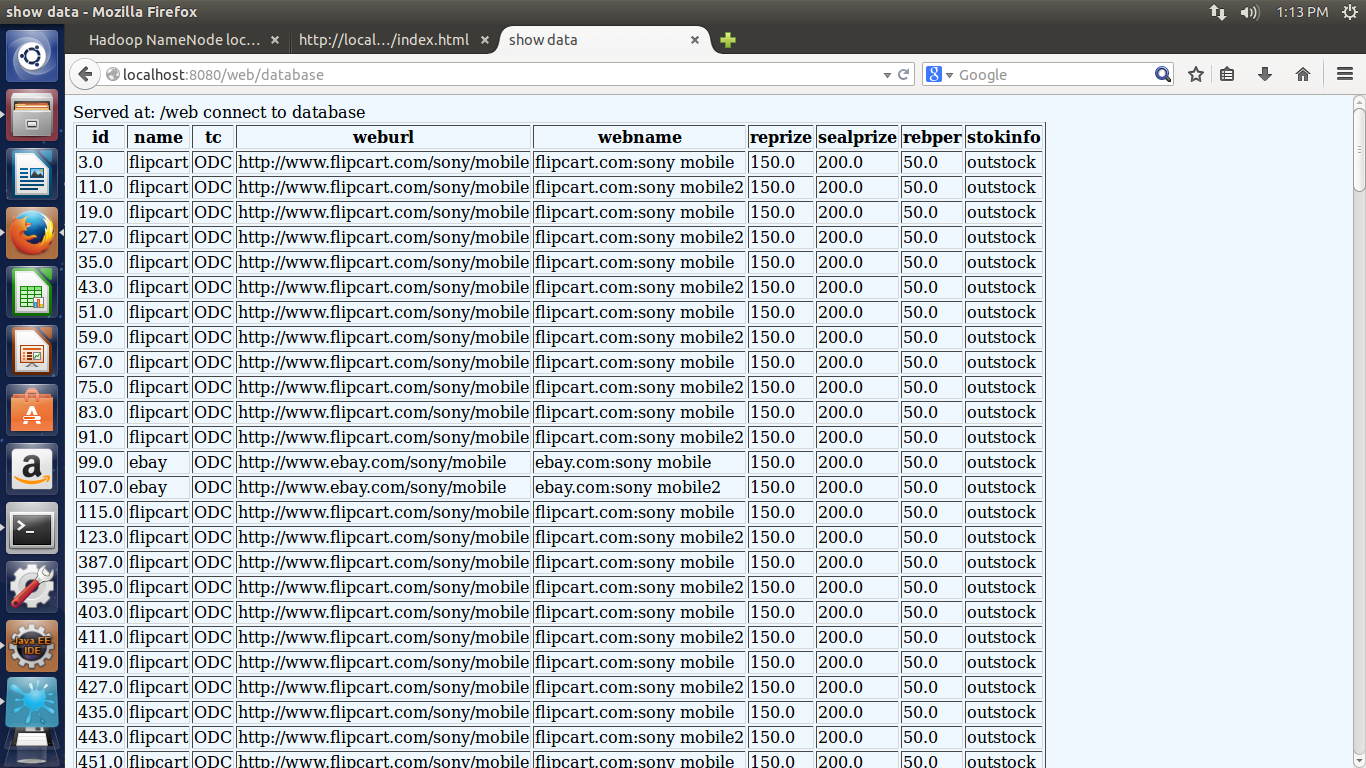 show data - Mozilla Firefox
1:13 PM
Hadoop NameNode loc... × http://local.../index.html × show data ×
localhost:8080/web/database
Google
Served at: /web connect to database
id name tc weburl webname reprize sealprize rebper stokinfo
3.0 flipcart ODC http://www.flipcart.com/sony/mobile flipcart.com:sony mobile 150.0 200.0 50.0 outstock
11.0 flipcart ODC http://www.flipcart.com/sony/mobile flipcart.com:sony mobile2 150.0 200.0 50.0 outstock
19.0 flipcart ODC http://www.flipcart.com/sony/mobile flipcart.com:sony mobile 150.0 200.0 50.0 outstock
27.0 flipcart ODC http://www.flipcart.com/sony/mobile flipcart.com:sony mobile2 150.0 200.0 50.0 outstock
35.0 flipcart ODC http://www.flipcart.com/sony/mobile flipcart.com:sony mobile 150.0 200.0 50.0 outstock
43.0 flipcart ODC http://www.flipcart.com/sony/mobile flipcart.com:sony mobile2 150.0 200.0 50.0 outstock
51.0 flipcart ODC http://www.flipcart.com/sony/mobile flipcart.com:sony mobile 150.0 200.0 50.0 outstock
59.0 flipcart ODC http://www.flipcart.com/sony/mobile flipcart.com:sony mobile2 150.0 200.0 50.0 outstock
67.0 flipcart ODC http://www.flipcart.com/sony/mobile flipcart.com:sony mobile 150.0 200.0 50.0 outstock
75.0 flipcart ODC http://www.flipcart.com/sony/mobile flipcart.com:sony mobile2 150.0 200.0 50.0 outstock
83.0 flipcart ODC http://www.flipcart.com/sony/mobile flipcart.com:sony mobile 150.0 200.0 50.0 outstock
91.0 flipcart ODC http://www.flipcart.com/sony/mobile flipcart.com:sony mobile2 150.0 200.0 50.0 outstock
99.0 ebay ODC http://www.ebay.com/sony/mobile ebay.com:sony mobile 150.0 200.0 50.0 outstock
107.0 ebay ODC http://www.ebay.com/sony/mobile ebay.com:sony mobile2 150.0 200.0 50.0 outstock
115.0 flipcart ODC http://www.flipcart.com/sony/mobile flipcart.com:sony mobile 150.0 200.0 50.0 outstock
123.0 flipcart ODC http://www.flipcart.com/sony/mobile flipcart.com:sony mobile2 150.0 200.0 50.0 outstock
387.0 flipcart ODC http://www.flipcart.com/sony/mobile flipcart.com:sony mobile 150.0 200.0 50.0 outstock
395.0 flipcart ODC http://www.flipcart.com/sony/mobile flipcart.com:sony mobile2 150.0 200.0 50.0 outstock
403.0 flipcart ODC http://www.flipcart.com/sony/mobile flipcart.com:sony mobile 150.0 200.0 50.0 outstock
411.0 flipcart ODC http://www.flipcart.com/sony/mobile flipcart.com:sony mobile2 150.0 200.0 50.0 outstock
419.0 flipcart ODC http://www.flipcart.com/sony/mobile flipcart.com:sony mobile 150.0 200.0 50.0 outstock
427.0 flipcart ODC http://www.flipcart.com/sony/mobile flipcart.com:sony mobile2 150.0 200.0 50.0 outstock
435.0 flipcart ODC http://www.flipcart.com/sony/mobile flipcart.com:sony mobile 150.0 200.0 50.0 outstock
443.0 flipcart ODC http://www.flipcart.com/sony/mobile flipcart.com:sony mobile2 150.0 200.0 50.0 outstock
451.0 flipcart ODC http://www.flipcart.com/sony/mobile flipcart.com:sony mobile 150.0 200.0 50.0 outstock
Java EE
IDE